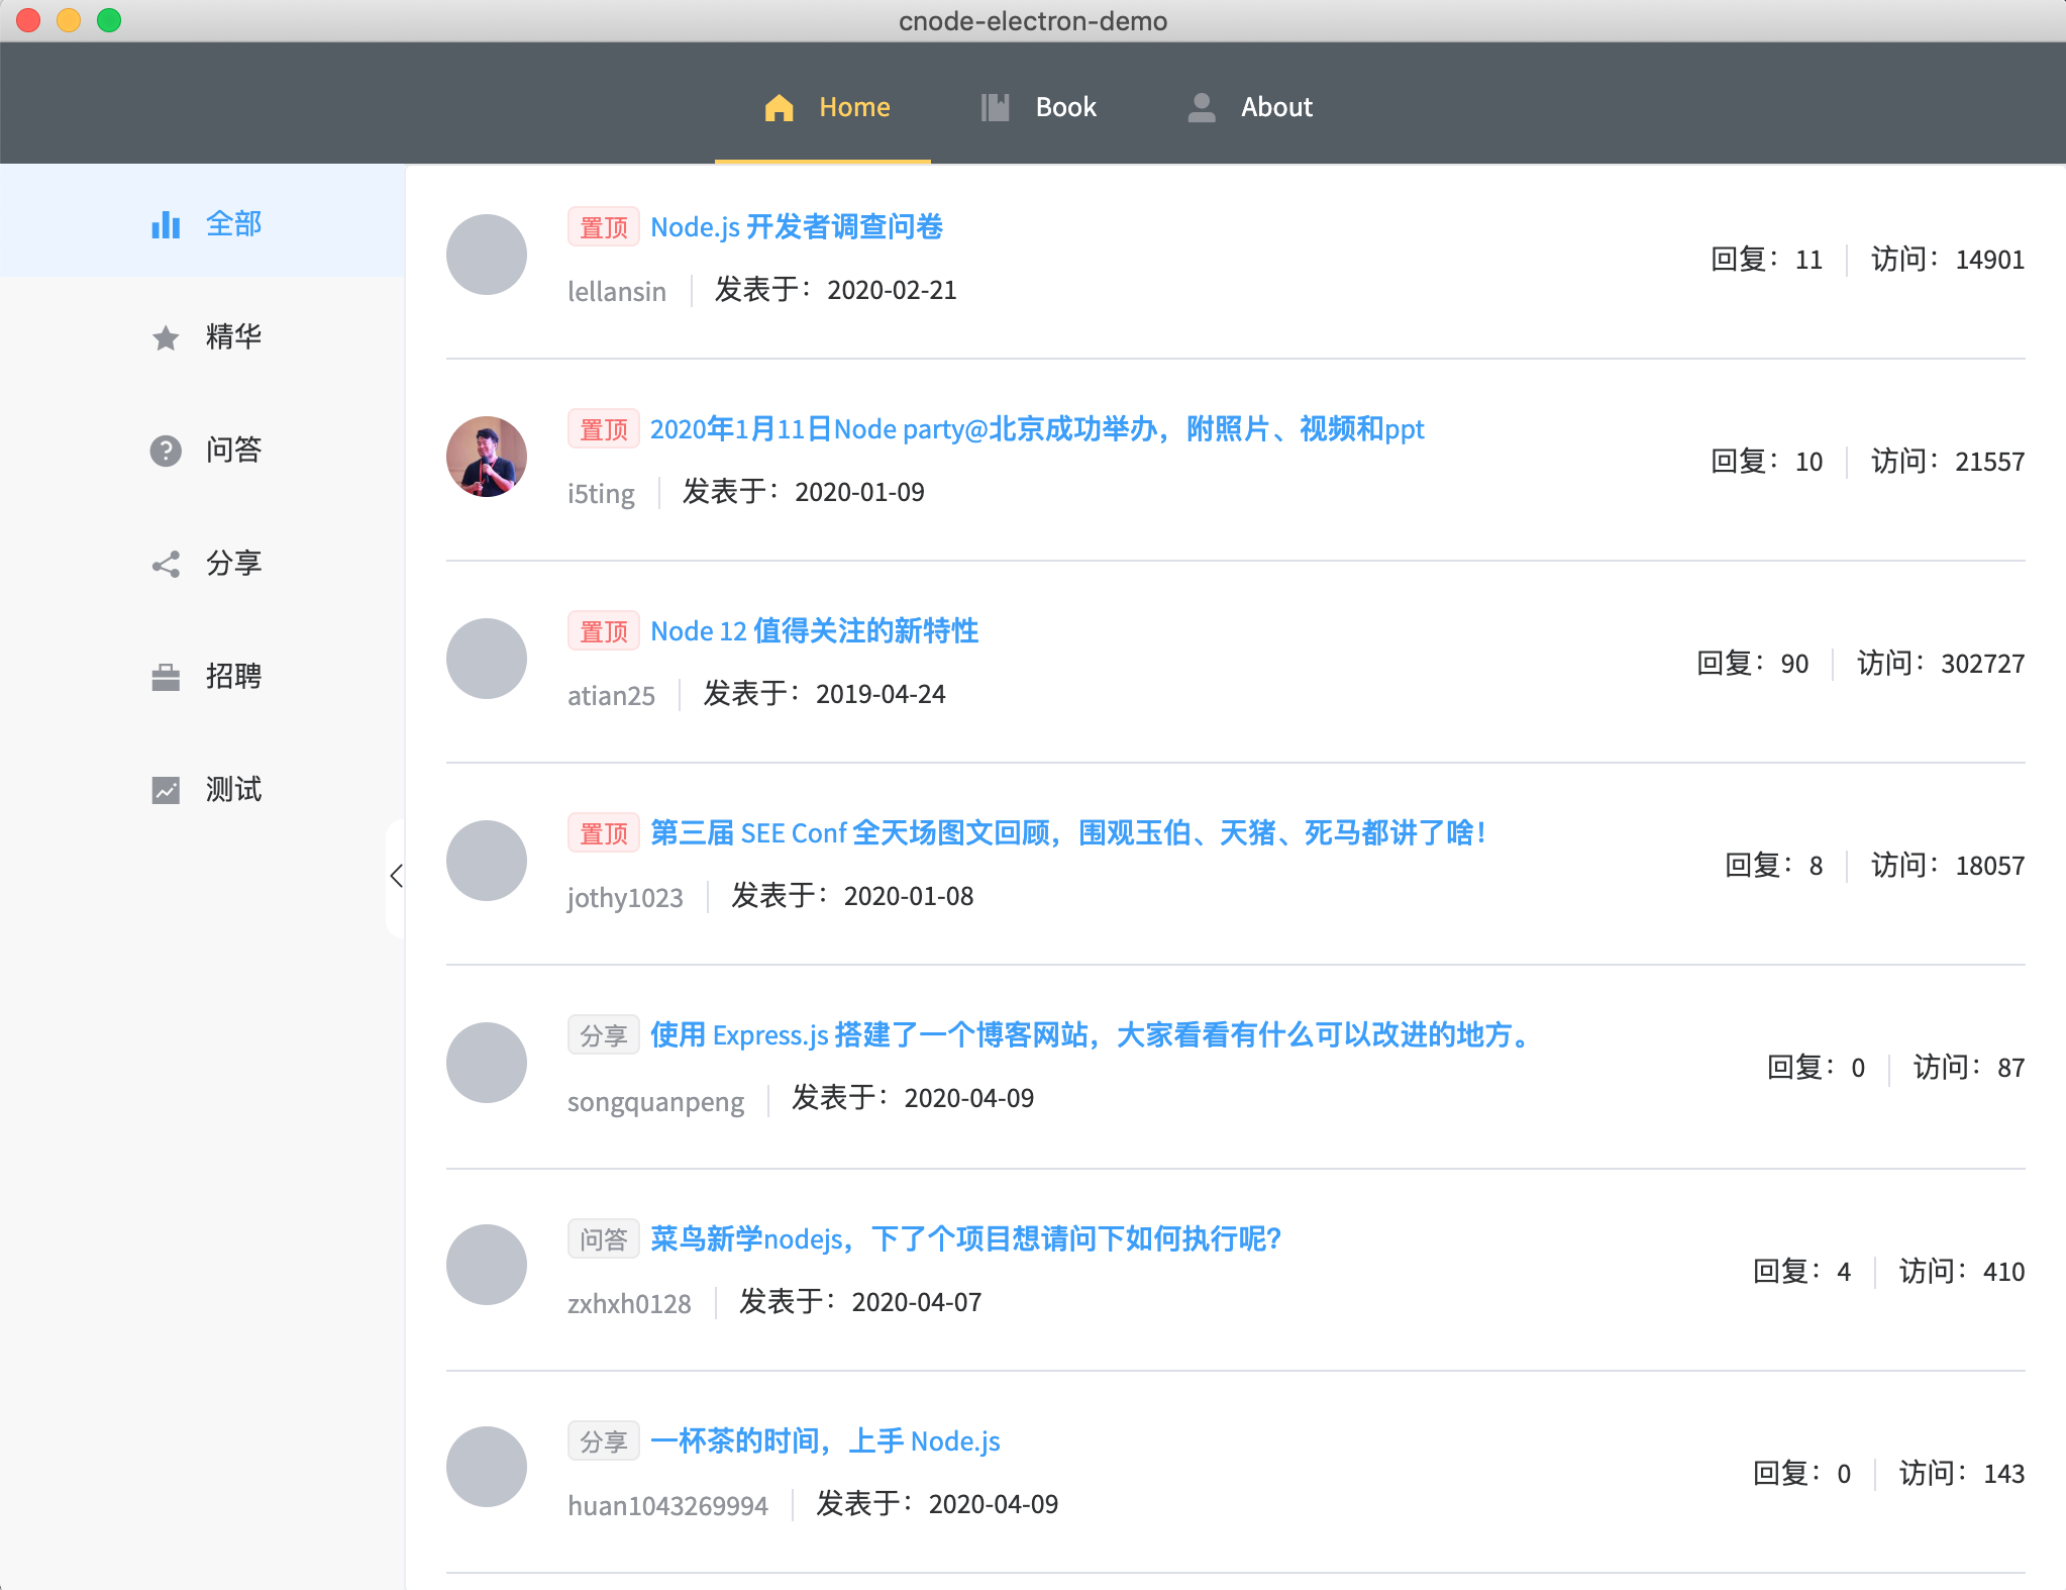 cnode-electron-demo
Home Book About
全部
精华
问答
分享
招聘
测试
置顶 Node.js 开发者调查问卷
lellansin 发表于：2020-02-21
回复：11 访问：14901
置顶 2020年1月11日Node party@北京成功举办，附照片、视频和ppt
i5ting 发表于：2020-01-09
回复：10 访问：21557
置顶 Node 12 值得关注的新特性
atian25 发表于：2019-04-24
回复：90 访问：302727
置顶 第三届 SEE Conf 全天场图文回顾，围观玉伯、天猪、死马都讲了啥！
jothy1023 发表于：2020-01-08
回复：8 访问：18057
分享 使用 Express.js 搭建了一个博客网站，大家看看有什么可以改进的地方。
songquanpeng 发表于：2020-04-09
回复：0 访问：87
问答 菜鸟新学nodejs，下了个项目想请问下如何执行呢？
zxhxh0128 发表于：2020-04-07
回复：4 访问：410
分享 一杯茶的时间，上手 Node.js
huan1043269994 发表于：2020-04-09
回复：0 访问：143